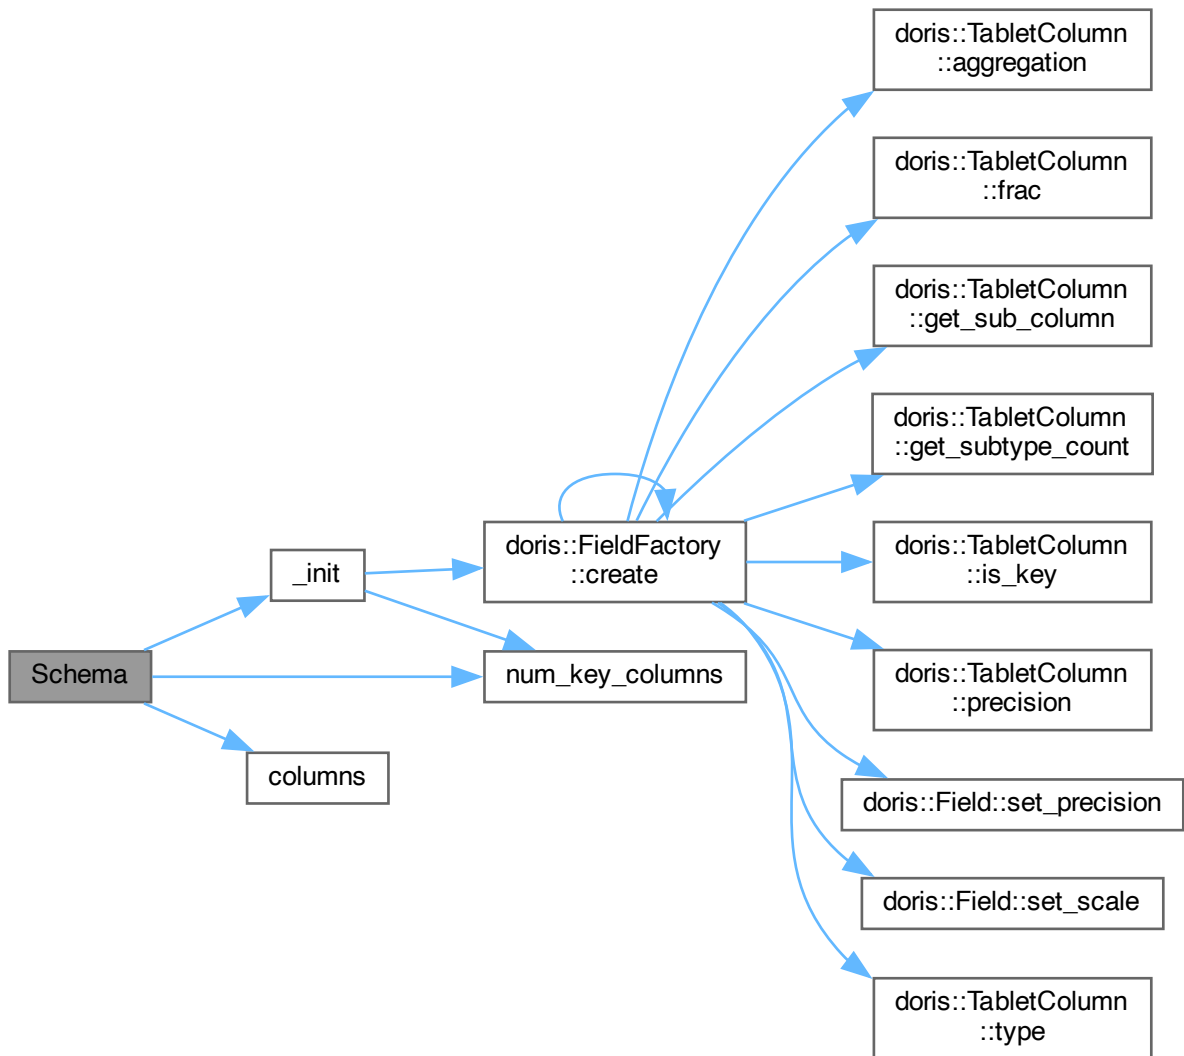 doris::TabletColumn
::aggregation
doris::TabletColumn
::frac
doris::TabletColumn
::get_sub_column
doris::TabletColumn
::get_subtype_count
doris::FieldFactory
::create
doris::TabletColumn
::is_key
_init
Schema
num_key_columns
doris::TabletColumn
::precision
columns
doris::Field::set_precision
doris::Field::set_scale
doris::TabletColumn
::type